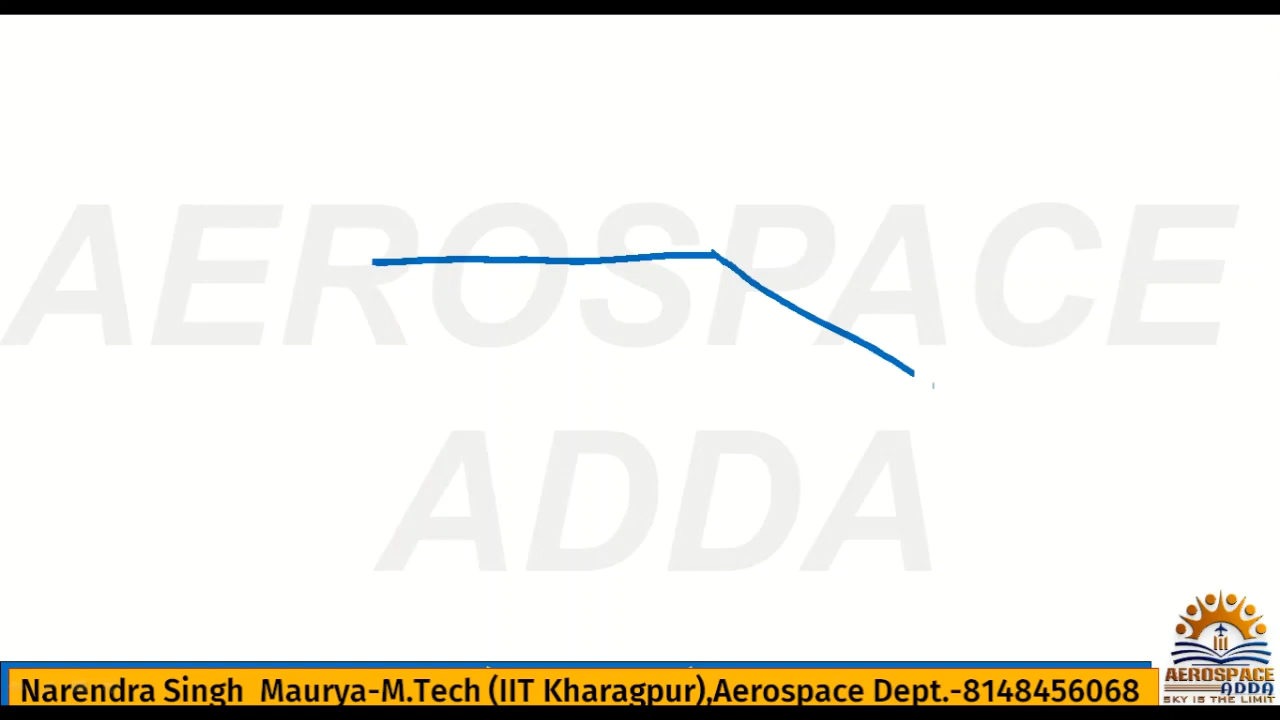 AEROSPACE
ADDA
Narendra Singh Maurya-M.Tech (IIT Kharagpur),Aerospace Dept.-8148456068
AEROSPACE
ADDA
SKY IS THE LIMIT